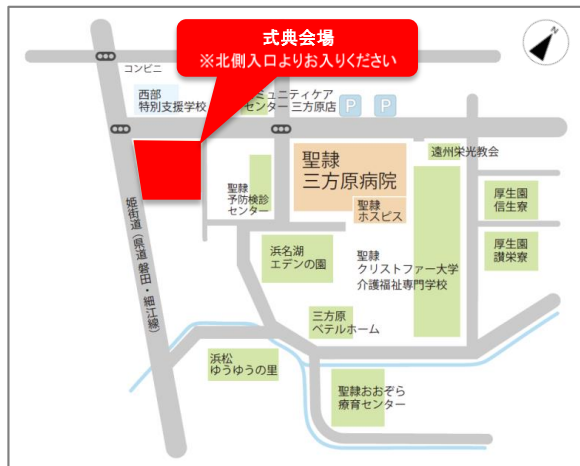 式典会場
※北側入口よりお入りください
コンビニ
西部
特別支援学校
ミュニティケア
センター 三方原店
P P
遠州栄光教会
聖隷
三方原病院
聖隷
ホスピス
聖隷
予防検診
センター
厚生園
信生寮
厚生園
讃栄寮
浜名湖
エデンの園
聖隷
クリストファー大学
介護福祉専門学校
姫街道(県道 磐田・細江線)
三方原
ベテルホーム
浜松
ゆうゆうの里
聖隷おおぞら
療育センター